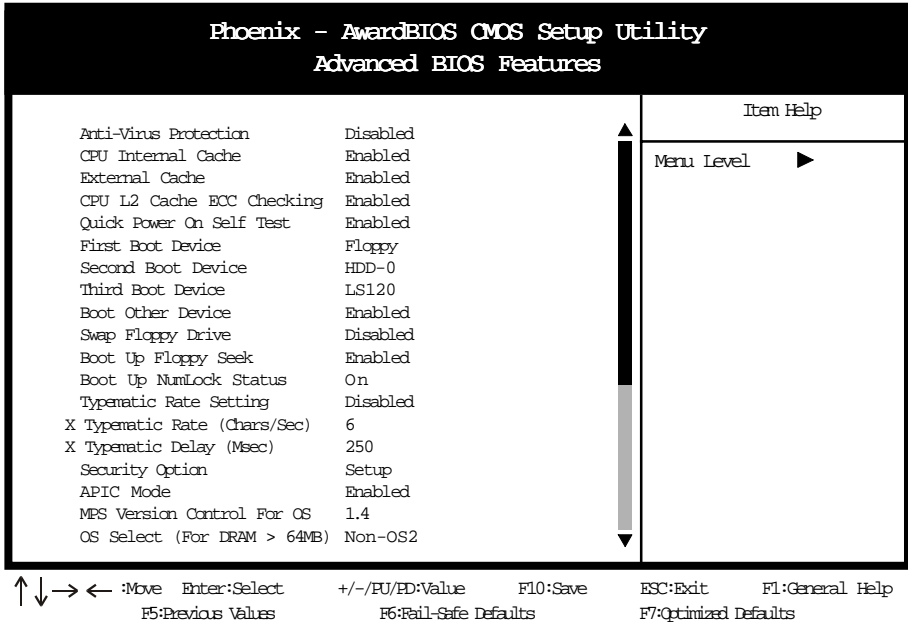 Phoenix - AwardBIOS CMOS Setup Utility
Advanced BIOS Features
Item Help
Menu Level
Anti-Virus Protection Disabled
CPU Internal Cache Enabled
External Cache Enabled
CPU L2 Cache ECC Checking Enabled
Quick Power On Self Test Enabled
First Boot Device Floppy
Second Boot Device HDD-0
Third Boot Device LS120
Boot Other Device Enabled
Swap Floppy Drive Disabled
Boot Up Floppy Seek Enabled
Boot Up NumLock Status On
Typematic Rate Setting Disabled
X Typematic Rate (Chars/Sec) 6
X Typematic Delay (Msec) 250
Security Option Setup
APIC Mode Enabled
MPS Version Control For OS 1.4
OS Select (For DRAM > 64MB) Non-OS2
↑↓→← :Move Enter:Select +/-/PU/PD:Value F10:Save ESC:Exit F1:General Help
F5:Previous Values F6:Fail-Safe Defaults F7:Optimized Defaults